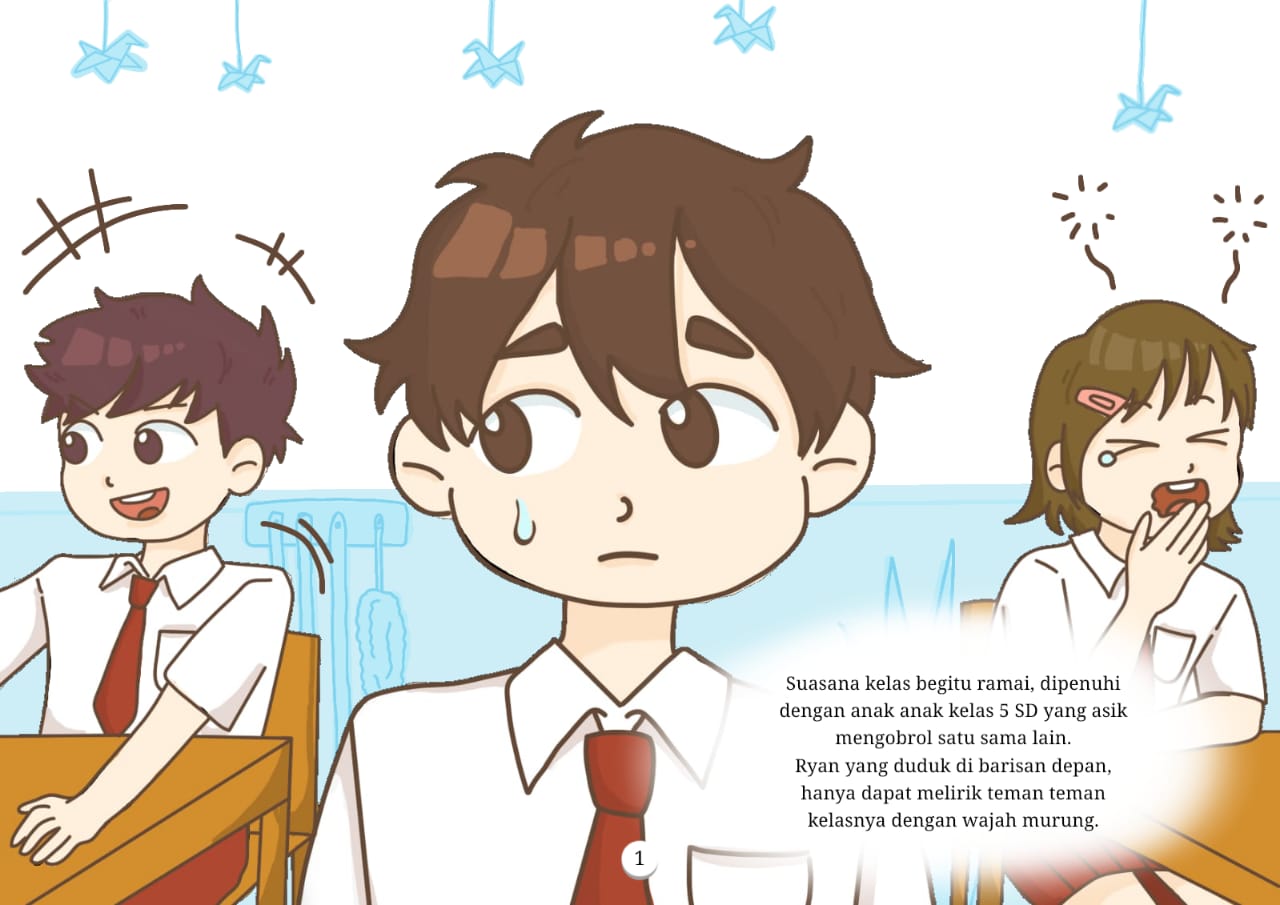 Suasana kelas begitu ramai, dipenuhi
dengan anak anak kelas 5 SD yang asik
mengobrol satu sama lain.
Ryan yang duduk di barisan depan,
hanya dapat melirik teman teman
kelasnya dengan wajah murung.
1